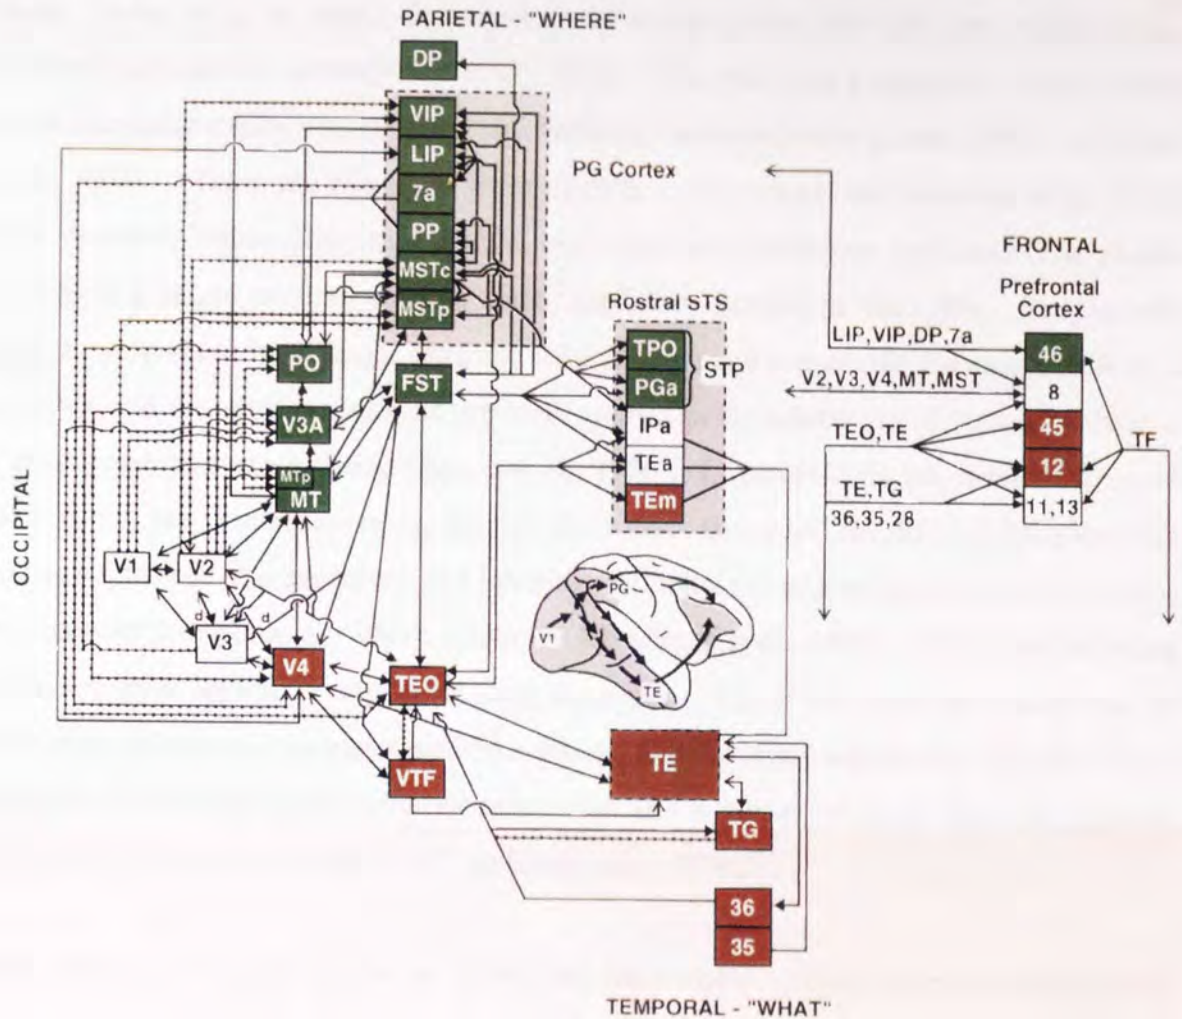 PARIETAL - "WHERE"
DP
VIP
LIP
7a
PP
MSTc
MSTp
PG Cortex
FRONTAL
Prefrontal
Cortex
Rostral STS
LIP,VIP,DP,7a
46
TPO
STP
PGa
V2,V3,V4,MT,MST
8
PO
FST
IPa
TEO,TE
45
TF
V3A
TEa
12
MTp
MT
TEm
TE,TG
36,35,28
11,13
OCCIPITAL
V1
V2
PG
d
d
V3
V1
V4
TEO
TE
VTF
TE
TG
36
35
TEMPORAL - "WHAT"